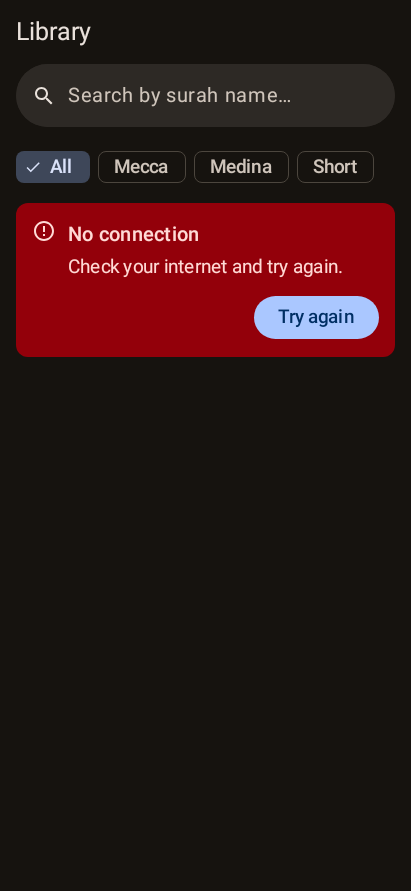 Library
Search by surah name…
All
Mecca
Medina
Short
No connection
Check your internet and try again.
Try again